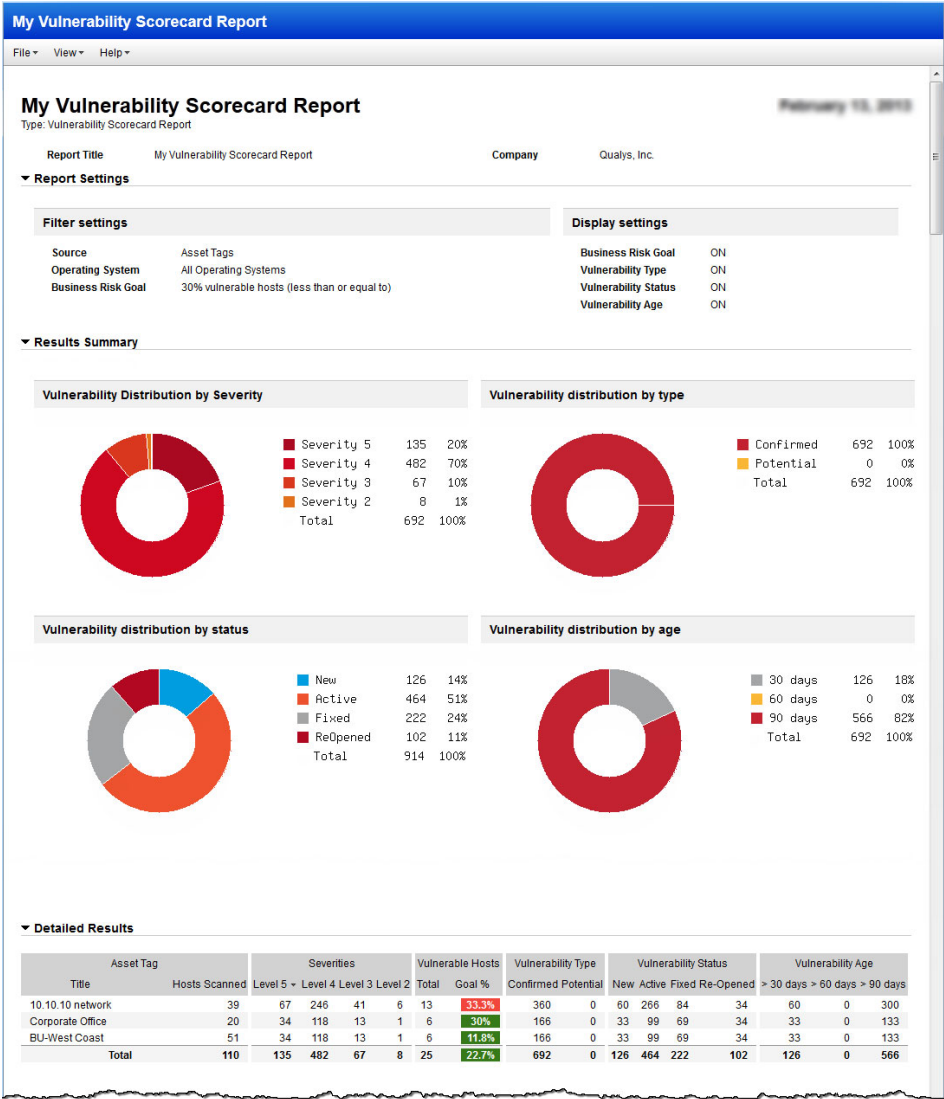 My Vulnerability Scorecard Report
File View Help
My Vulnerability Scorecard Report
February 13, 2013
Type: Vulnerability Scorecard Report
Report Title My Vulnerability Scorecard Report Company Qualys, Inc.
Report Settings
Filter settings
Source Asset Tags
Operating System All Operating Systems
Business Risk Goal 30% vulnerable hosts (less than or equal to)
Display settings
Business Risk Goal ON
Vulnerability Type ON
Vulnerability Status ON
Vulnerability Age ON
Results Summary
Vulnerability Distribution by Severity
Severity 5 135 20%
Severity 4 482 70%
Severity 3 67 10%
Severity 2 8 1%
Total 692 100%
Vulnerability distribution by type
Confirmed 692 100%
Potential 0 0%
Total 692 100%
Vulnerability distribution by status
New 126 14%
Active 464 51%
Fixed 222 24%
ReOpened 102 11%
Total 914 100%
Vulnerability distribution by age
30 days 126 18%
60 days 0 0%
90 days 566 82%
Total 692 100%
Detailed Results
Asset Tag Severities Vulnerable Hosts Vulnerability Type Vulnerability Status Vulnerability Age
Title Hosts Scanned Level 5 Level 4 Level 3 Level 2 Total Goal % Confirmed Potential New Active Fixed Re-Opened > 30 days > 60 days > 90 days
10.10.10 network 39 67 246 41 6 13 33.3% 360 0 60 266 84 34 60 0 300
Corporate Office 20 34 118 13 1 6 30% 166 0 33 99 69 34 33 0 133
BU-West Coast 51 34 118 13 1 6 11.8% 166 0 33 99 69 34 33 0 133
Total 110 135 482 67 8 25 22.7% 692 0 126 464 222 102 126 0 566